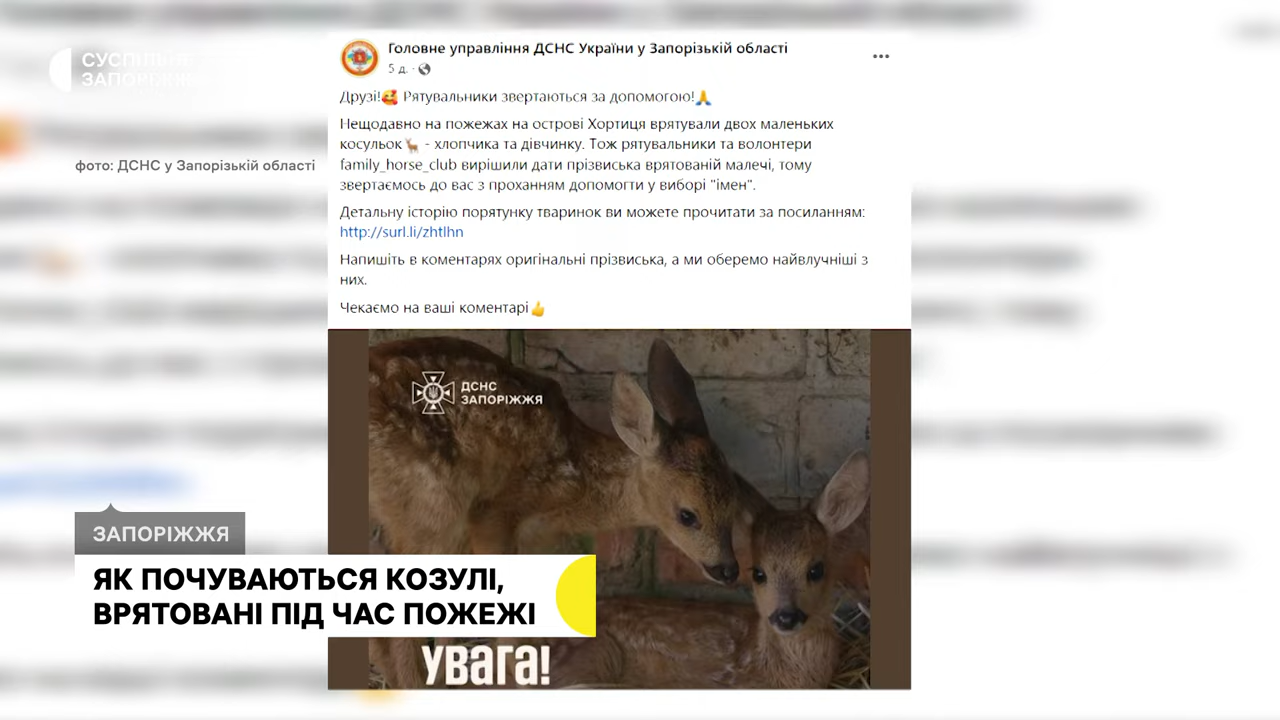 СУСПІЛЬНЕ
ЗАПОРІЖЖЯ
фото: ДСНС у Запорізькій області
Головне управління ДСНС України у Запорізькій області
5 д.
Друзі!🥰 Рятувальники звертаються за допомогою!🙏
Нещодавно на пожежах на острові Хортиця врятували двох маленьких
косульок🦌 - хлопчика та дівчинку. Тож рятувальники та волонтери
family_horse_club вирішили дати прізвиська врятованій малечі, тому
звертаємось до вас з проханням допомогти у виборі "імен".
Детальну історію порятунку тваринок ви можете прочитати за посиланням:
http://surl.li/zhtlhn
Напишіть в коментарях оригінальні прізвиська, а ми оберемо найвлучніші з
них.
Чекаємо на ваші коментарі👍
ДСНС
ЗАПОРІЖЖЯ
ЗАПОРІЖЖЯ
ЯК ПОЧУВАЮТЬСЯ КОЗУЛІ,
ВРЯТОВАНІ ПІД ЧАС ПОЖЕЖІ
УВАГА!